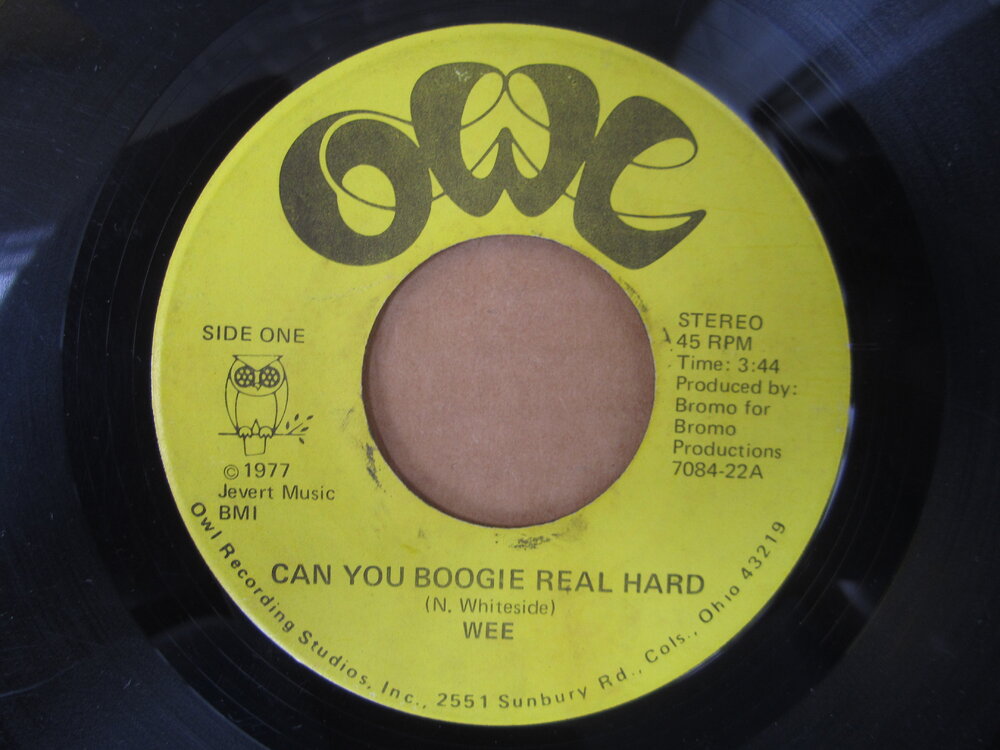 OWL
SIDE ONE
© 1977
Jevert Music
BMI
STEREO
45 RPM
Time: 3:44
Produced by:
Bromo for
Bromo
Productions
7084-22A
CAN YOU BOOGIE REAL HARD
(N. Whiteside)
WEE
Owl Recording Studios, Inc., 2551 Sunbury Rd., Cols., Ohio 43219